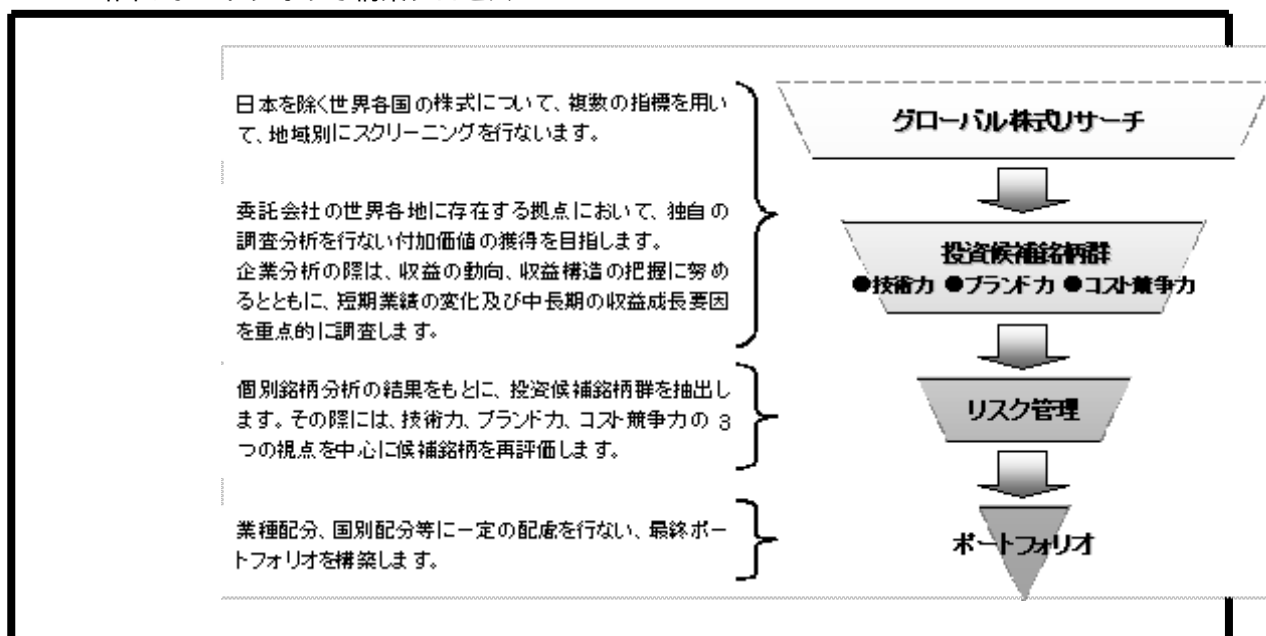 日本を除く世界各国の株式について、複数の指標を用い
て、地域別にスクリーニングを行ないます。
委託会社の世界各地に存在する拠点において、独自の
調査分析を行ない付加価値の獲得を目指します。
企業分析の際は、収益の動向、収益構造の把握に努め
るとともに、短期業績の変化及び中長期の収益成長要因
を重点的に調査します。
個別銘柄分析の結果をもとに、投資候補銘柄群を抽出し
ます。その際には、技術力、ブランド力、コスト競争力の 3
つの視点を中心に候補銘柄を再評価します。
業種配分、国別配分等に一定の配慮を行ない、最終ポー
トフォリオを構築します。
グローバル株式リサーチ
投資候補銘柄群
●技術力 ●ブランド力 ●コスト競争力
リスク管理
ポートフォリオ